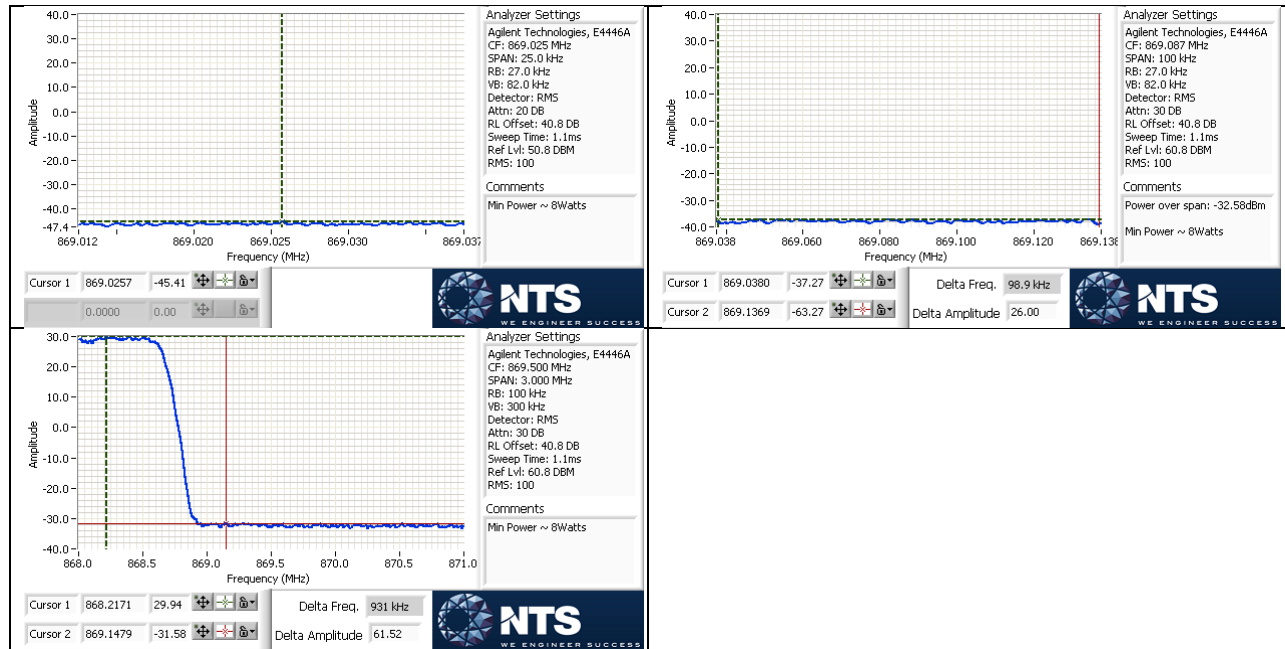 40.0
30.0
20.0
10.0
0.0
-10.0
-20.0
-30.0
-40.0
-47.4
Amplitude
869.012 869.020 869.025 869.030 869.037
Frequency (MHz)
Analyzer Settings
Agilent Technologies, E4446A
CF: 869.025 MHz
SPAN: 25.0 kHz
RB: 27.0 kHz
VB: 82.0 kHz
Detector: RMS
Attn: 20 DB
RL Offset: 40.8 DB
Sweep Time: 1.1ms
Ref Lvl: 50.8 DBM
RMS: 100
Comments
Min Power ~ 8Watts
Cursor 1 869.0257 -45.41
0.0000 0.00
NTS
WE ENGINEER SUCCESS
40.0
30.0
20.0
10.0
0.0
-10.0
-20.0
-30.0
-40.0
Amplitude
869.038 869.060 869.080 869.100 869.120 869.138
Frequency (MHz)
Analyzer Settings
Agilent Technologies, E4446A
CF: 869.087 MHz
SPAN: 100 kHz
RB: 27.0 kHz
VB: 82.0 kHz
Detector: RMS
Attn: 30 DB
RL Offset: 40.8 DB
Sweep Time: 1.1ms
Ref Lvl: 60.8 DBM
RMS: 100
Comments
Power over span: -32.58dBm
Min Power ~ 8Watts
Cursor 1 869.0380 -37.27
Cursor 2 869.1369 -63.27
Delta Freq. 98.9 kHz
Delta Amplitude 26.00
NTS
WE ENGINEER SUCCESS
30.0
20.0
10.0
0.0
-10.0
-20.0
-30.0
-40.0
Amplitude
868.0 868.5 869.0 869.5 870.0 870.5 871.0
Frequency (MHz)
Analyzer Settings
Agilent Technologies, E4446A
CF: 869.500 MHz
SPAN: 3.000 MHz
RB: 100 kHz
VB: 300 kHz
Detector: RMS
Attn: 30 DB
RL Offset: 40.8 DB
Sweep Time: 1.1ms
Ref Lvl: 60.8 DBM
RMS: 100
Comments
Min Power ~ 8Watts
Cursor 1 868.2171 29.94
Cursor 2 869.1479 -31.58
Delta Freq. 931 kHz
Delta Amplitude 61.52
NTS
WE ENGINEER SUCCESS